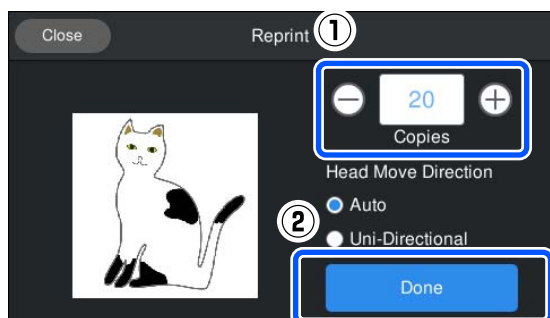 Close
Reprint
①
20
Copies
Head Move Direction
Auto
②
Uni-Directional
Done